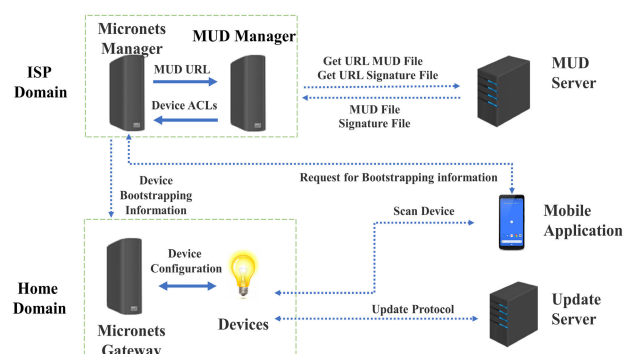 Micronets
Manager
MUD Manager
ISP
Domain
MUD URL
Device ACLs
Get URL MUD File
Get URL Signature File
MUD File
Signature File
MUD
Server
Device
Bootstrapping
Information
Request for Bootstrapping information
Scan Device
Mobile
Application
Home
Domain
Device
Configuration
Micronets
Gateway
Devices
Update Protocol
Update
Server